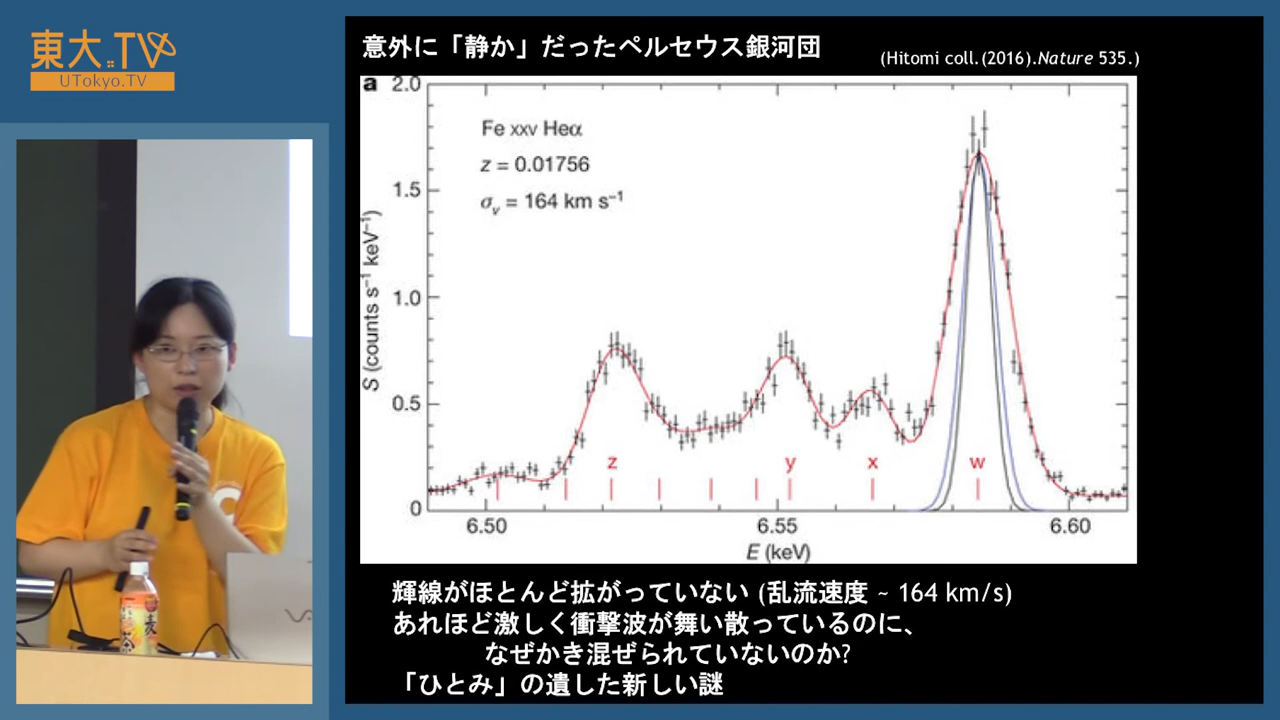 東大.TV
UTokyo.TV
意外に「静か」だったペルセウス銀河団
(Hitomi coll.(2016).Nature 535.)
a
2.0
1.5
1.0
0.5
0
S (counts s⁻¹ keV⁻¹)
Fe XXV Heα
z = 0.01756
σᵥ = 164 km s⁻¹
z
y
x
w
6.50
6.55
6.60
E (keV)
輝線がほとんど拡がっていない (乱流速度 ~ 164 km/s)
あれほど激しく衝撃波が舞い散っているのに、
なぜかき混ぜられていないのか?
「ひとみ」の遺した新しい謎